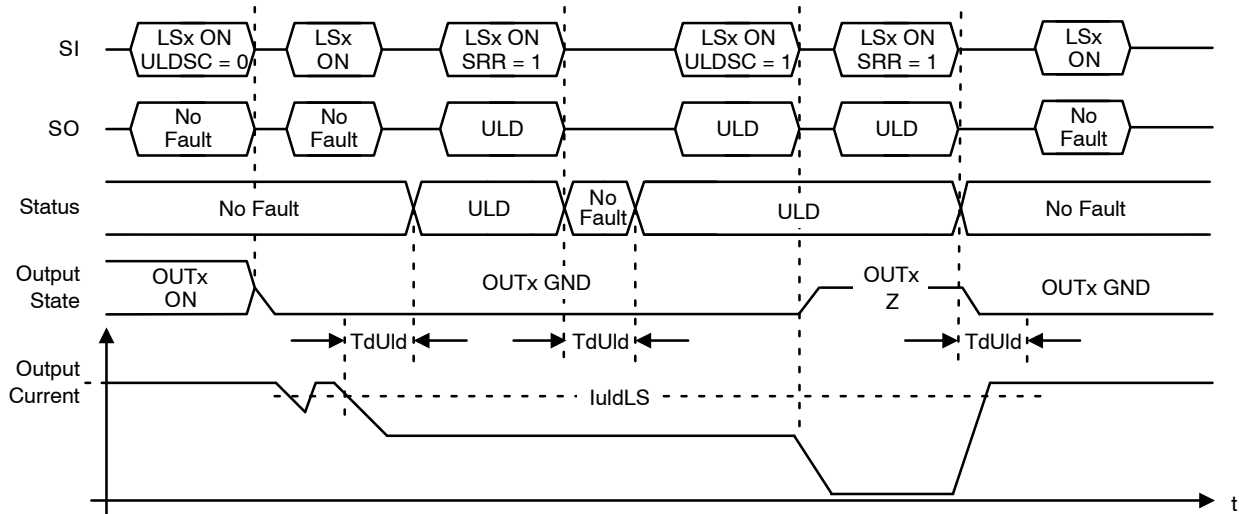 SI
LSx ON
ULDSC = 0
LSx
ON
LSx ON
SRR = 1
LSx ON
ULDSC = 1
LSx ON
SRR = 1
LSx
ON
SO
No
Fault
No
Fault
ULD
ULD
ULD
No
Fault
Status
No Fault
ULD
No
Fault
ULD
No Fault
Output
State
OUTx
ON
OUTx GND
OUTx
Z
OUTx GND
TdUld
TdUld
TdUld
Output
Current
IuldLS
t